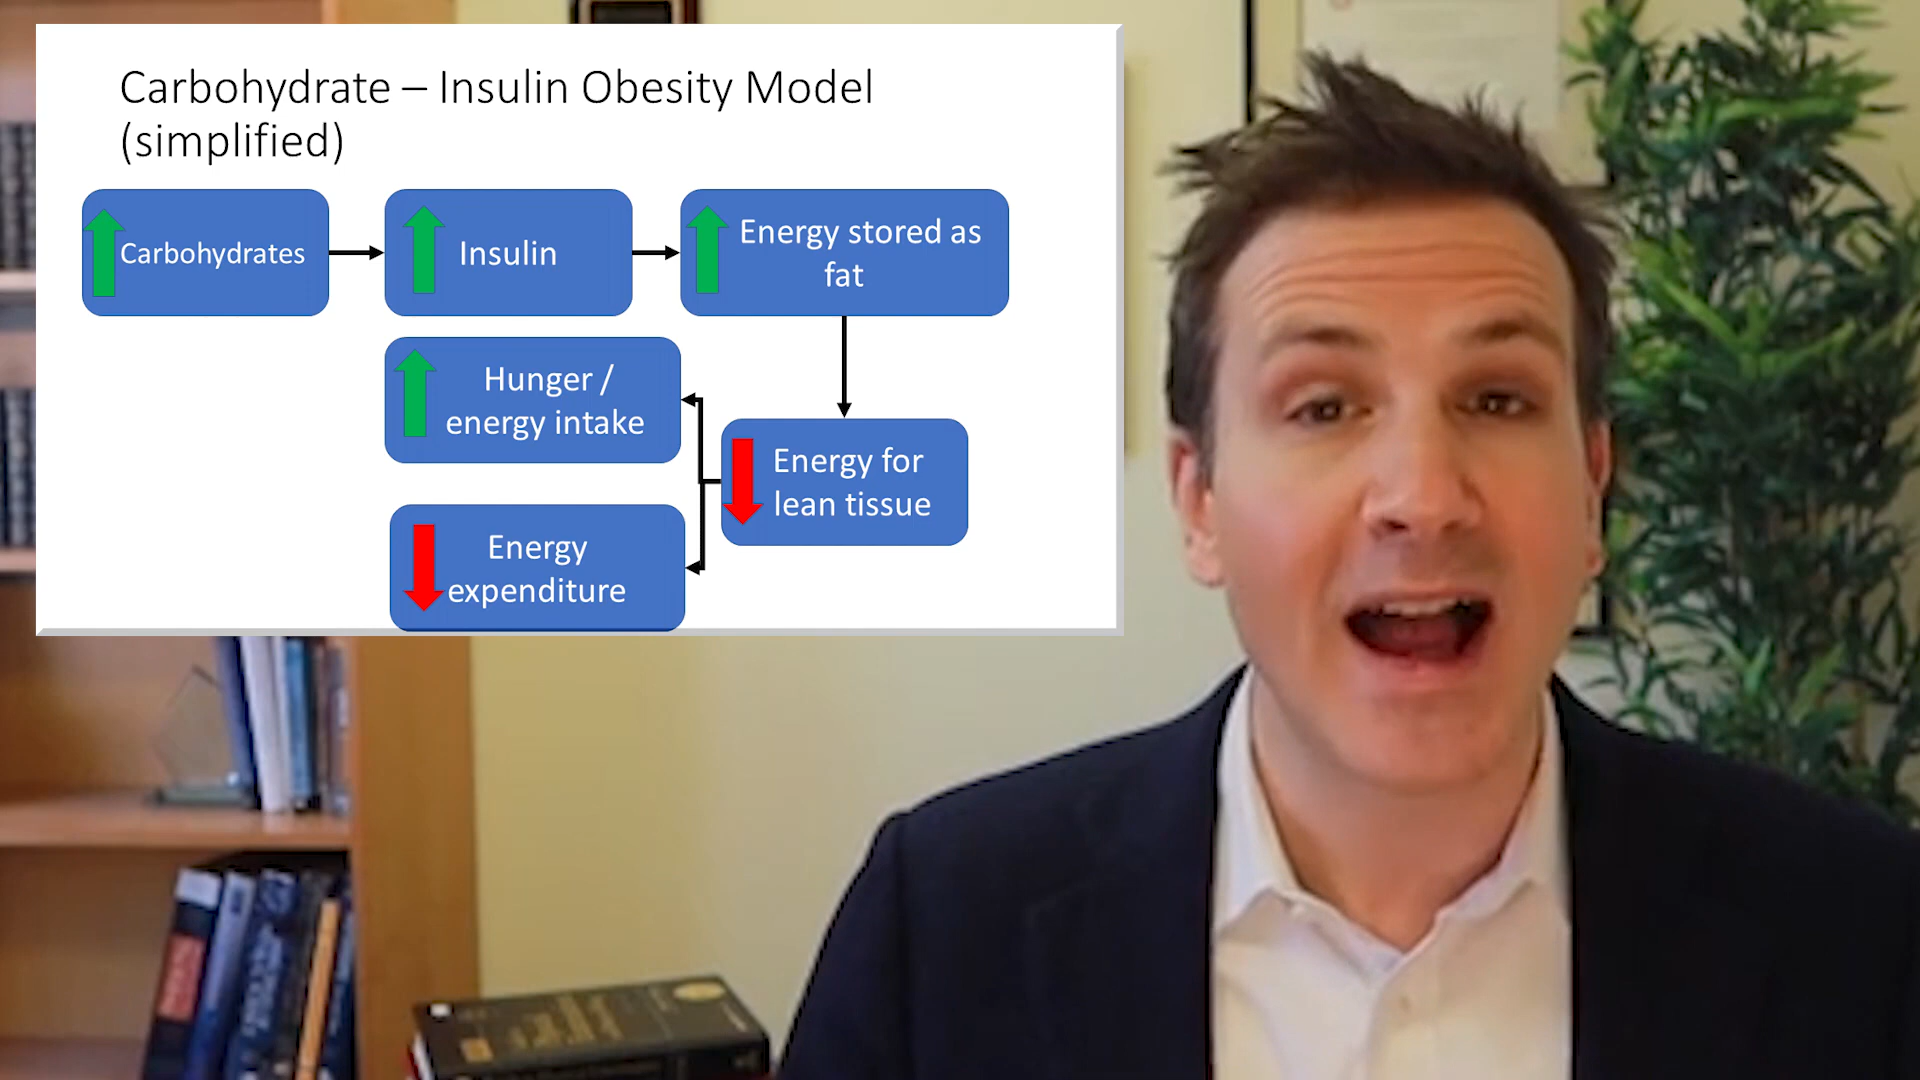 Carbohydrate – Insulin Obesity Model
(simplified)
Carbohydrates
Insulin
Energy stored as
fat
Hunger /
energy intake
Energy for
lean tissue
Energy
expenditure